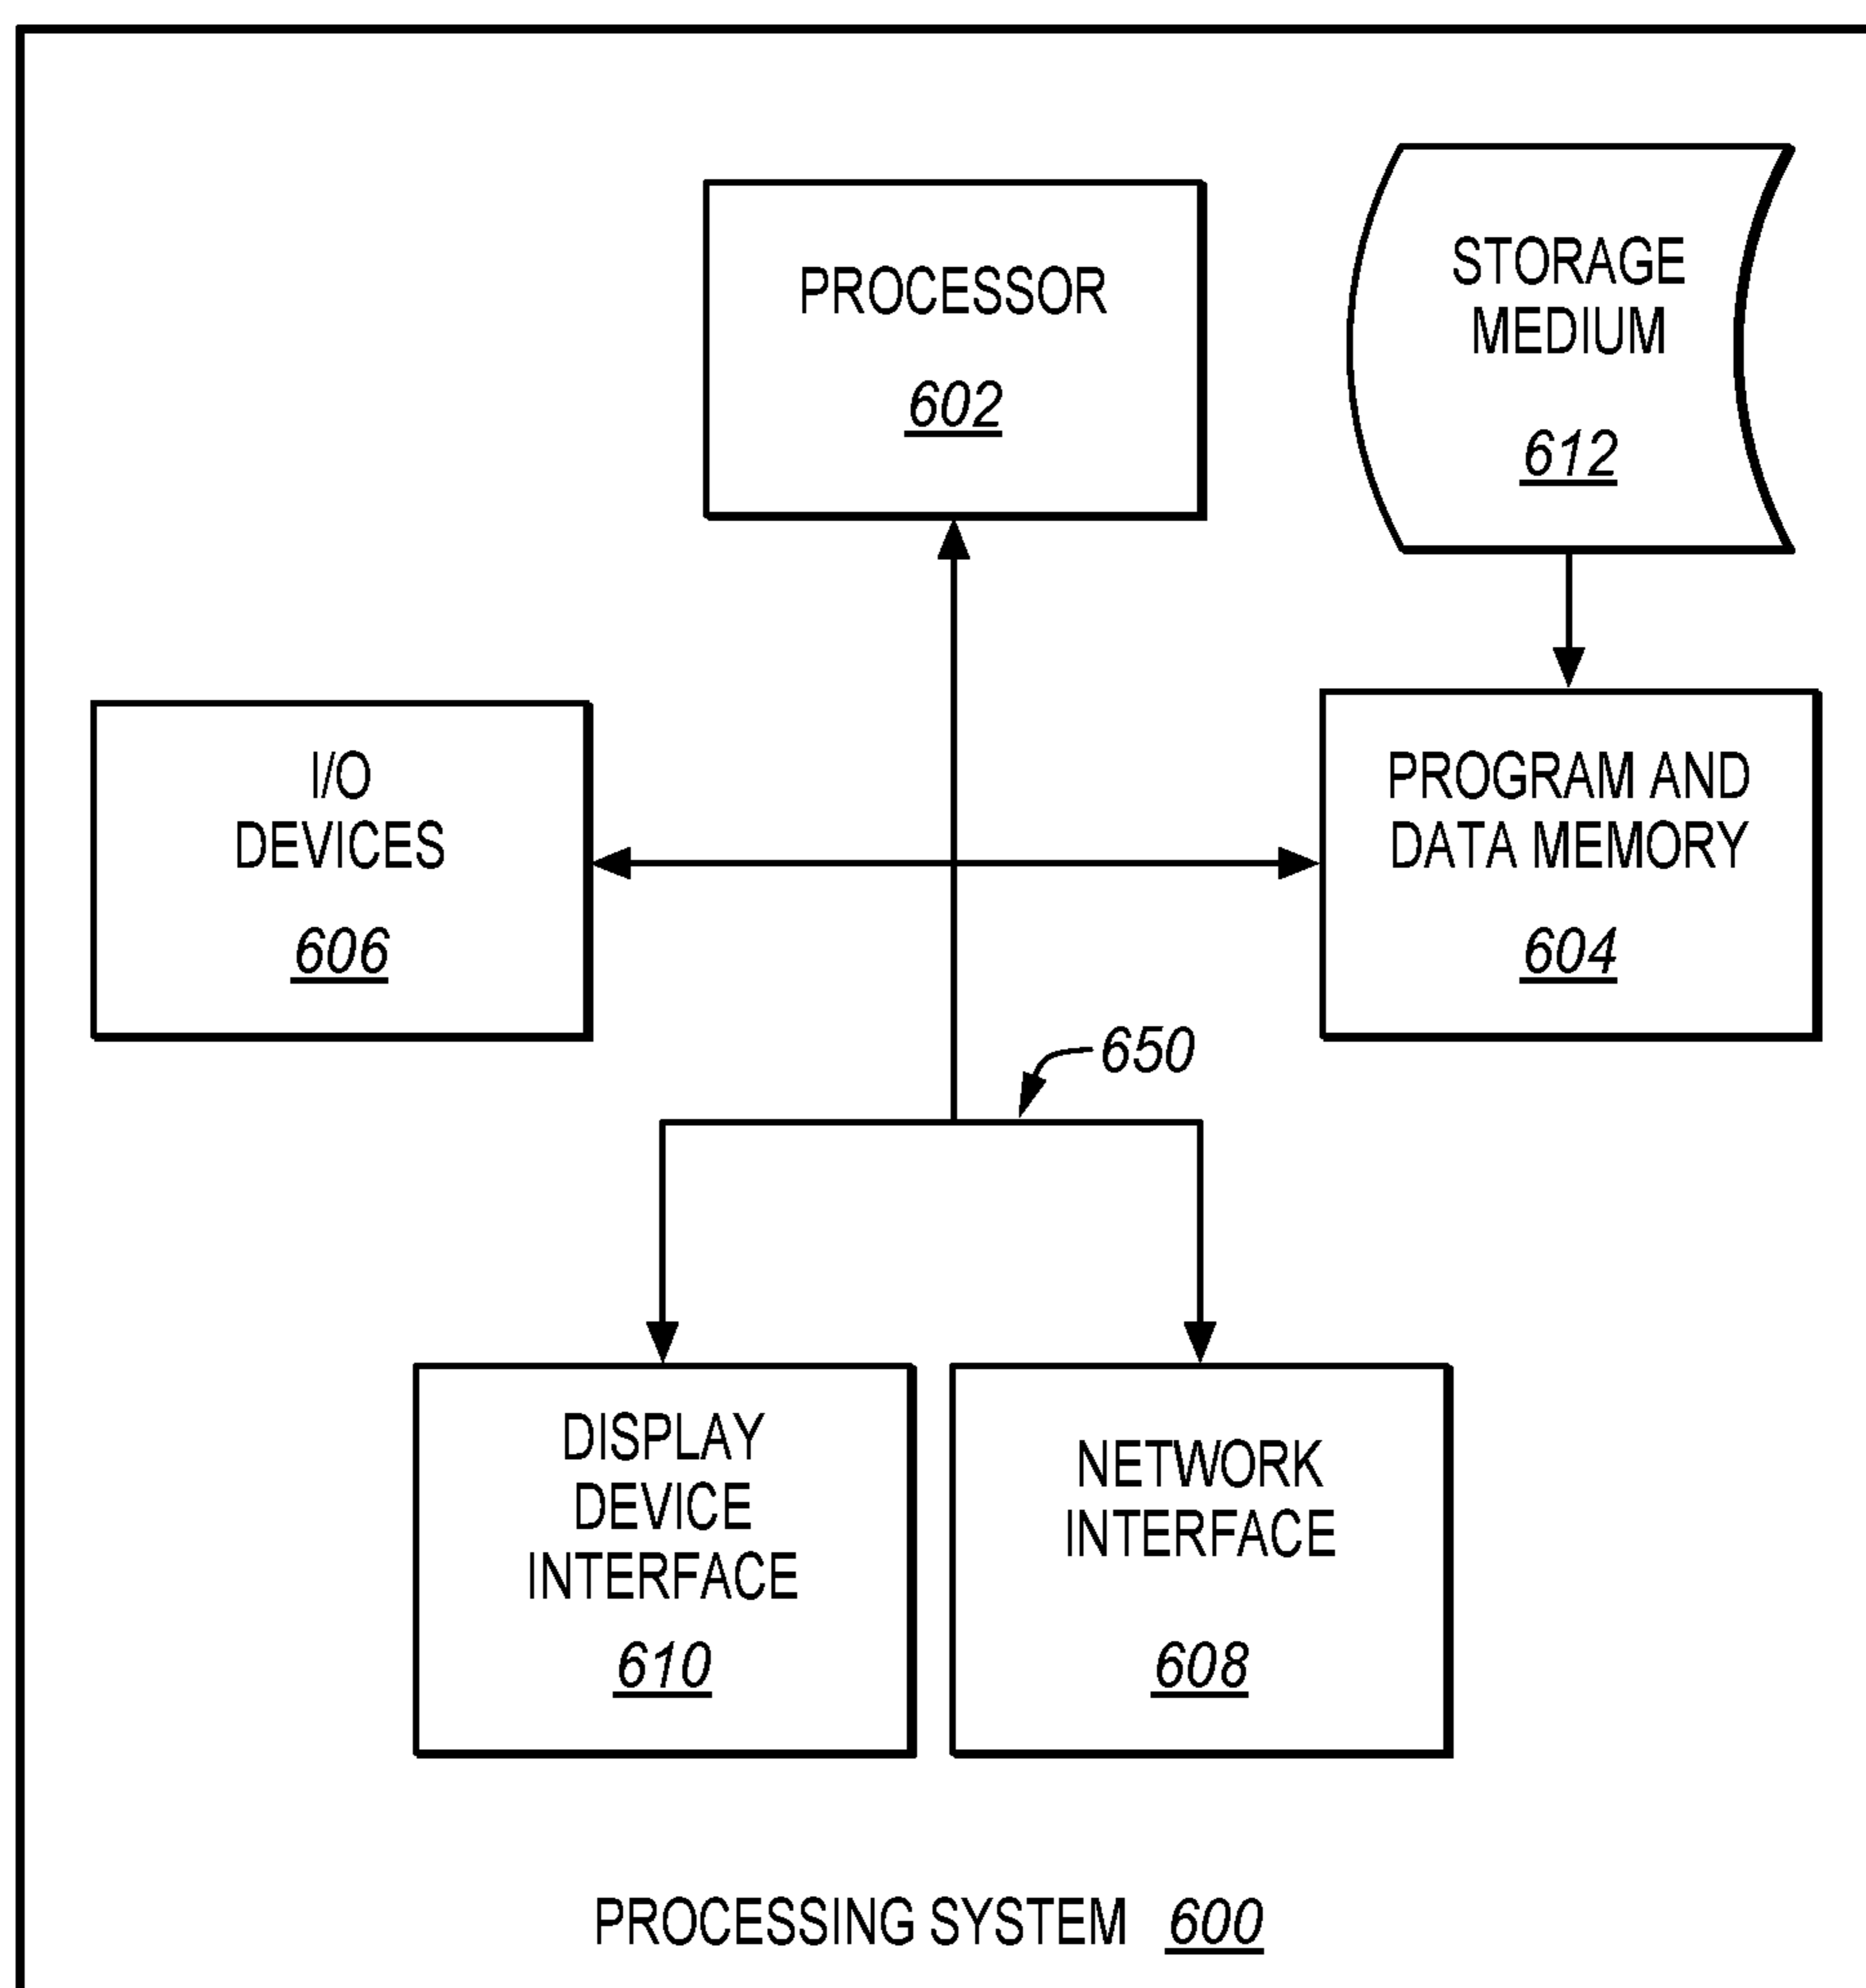 PROCESSOR
602
STORAGE
MEDIUM
612
I/O
DEVICES
606
PROGRAM AND
DATA MEMORY
604
650
DISPLAY
DEVICE
INTERFACE
610
NETWORK
INTERFACE
608
PROCESSING SYSTEM 600